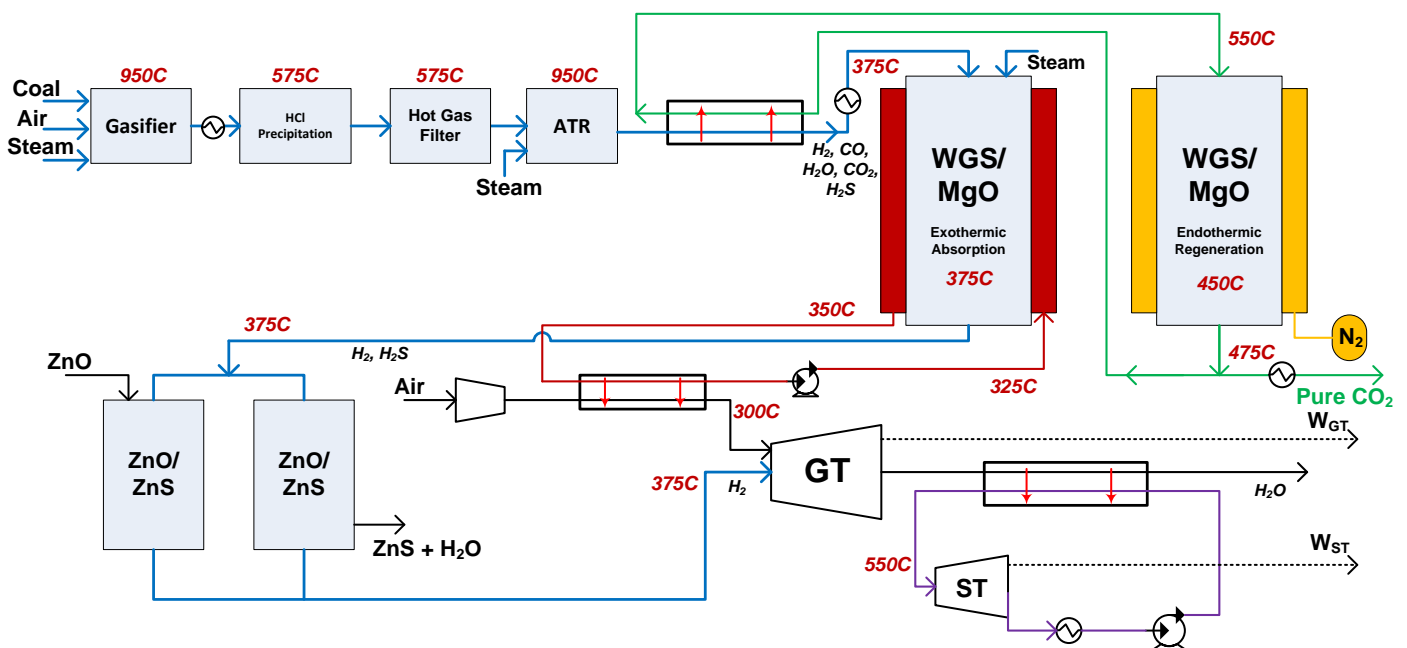 950C
575C
575C
950C
375C
550C
Coal
Air
Steam
Gasifier
HCl
Precipitation
Hot Gas
Filter
ATR
Steam
Steam
H₂, CO,
H₂O, CO₂,
H₂S
WGS/
MgO
Exothermic
Absorption
375C
WGS/
MgO
Endothermic
Regeneration
450C
350C
375C
H₂, H₂S
325C
475C
N₂
Pure CO₂
ZnO
Air
300C
ZnO/
ZnS
ZnO/
ZnS
ZnS + H₂O
375C
H₂
GT
W_GT
H₂O
550C
ST
W_ST